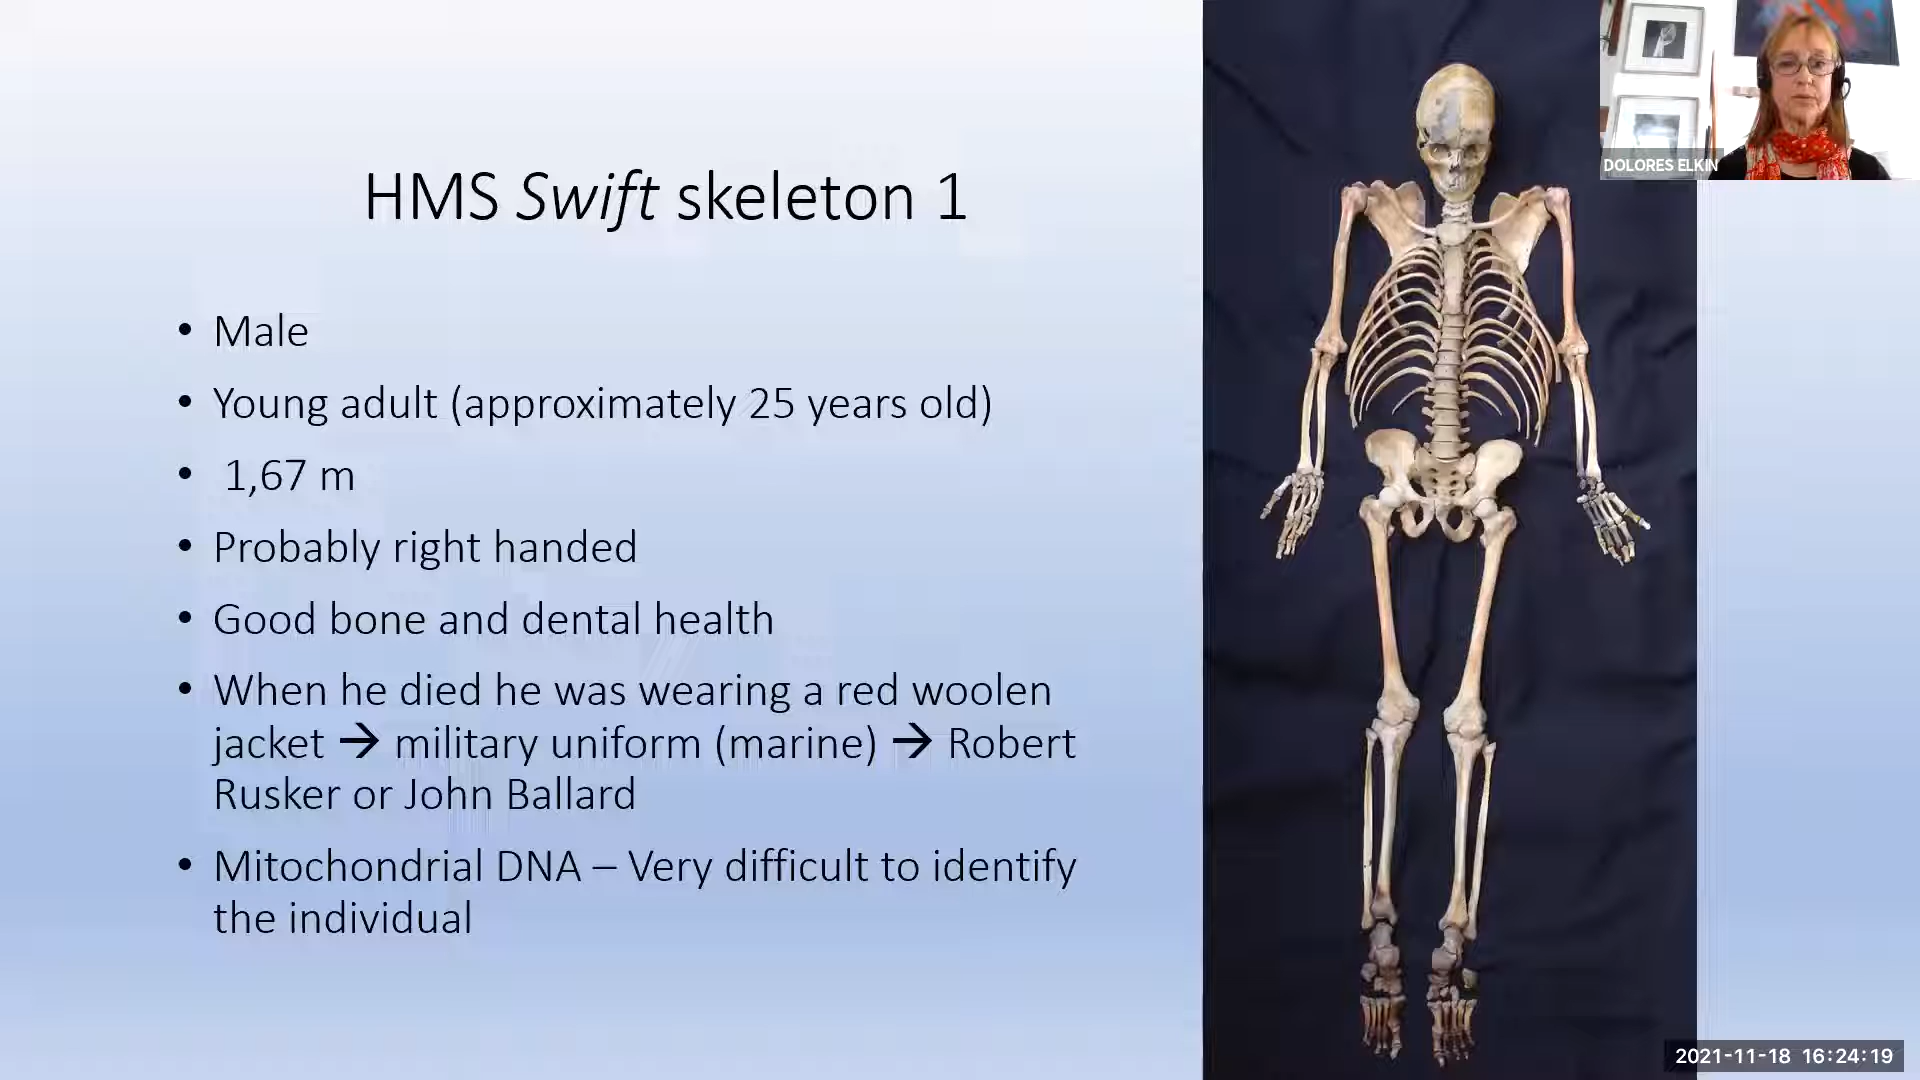 HMS Swift skeleton 1
• Male
• Young adult (approximately 25 years old)
• 1,67 m
• Probably right handed
• Good bone and dental health
• When he died he was wearing a red woolen
jacket → military uniform (marine) → Robert
Rusker or John Ballard
• Mitochondrial DNA – Very difficult to identify
the individual
DOLORES ELKIN
2021-11-18 16:24:19